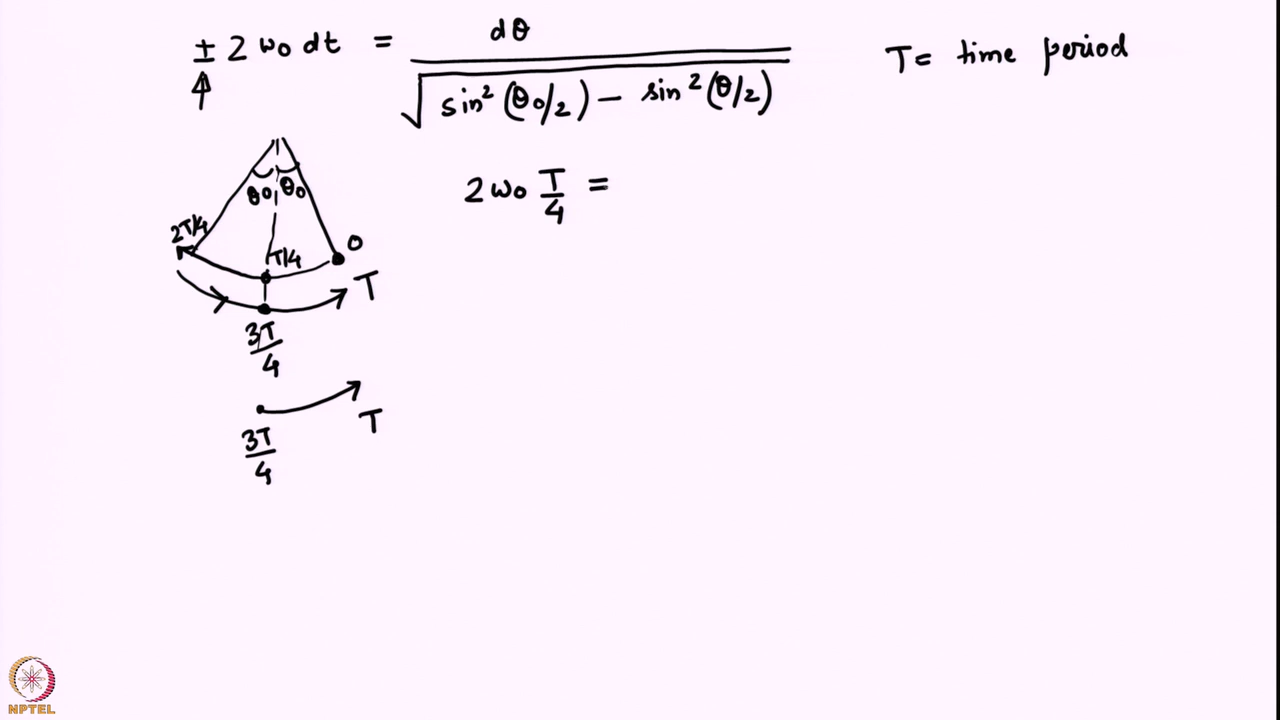 ± 2 ω₀ dt = dθ / √(sin² (θ₀/2) − sin² (θ/2))
T = time period
2 ω₀ T/4 =
θ₀ θ₀
2T/4
T/4
0
T
3T/4
T
3T/4
NPTEL